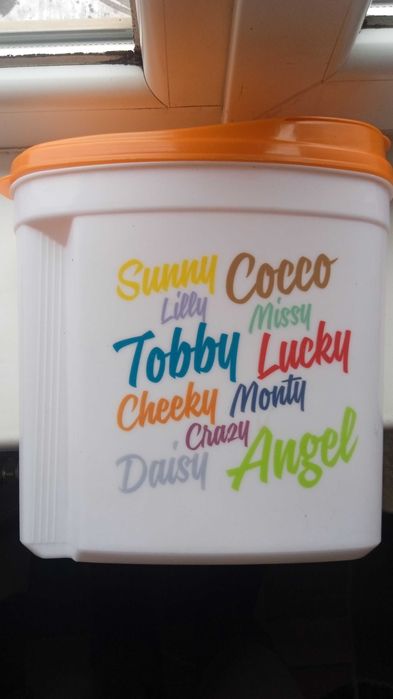 Sunny Cocco
Lilly Missy
Tobby Lucky
Cheeky Monty
Crazy
Daisy Angel